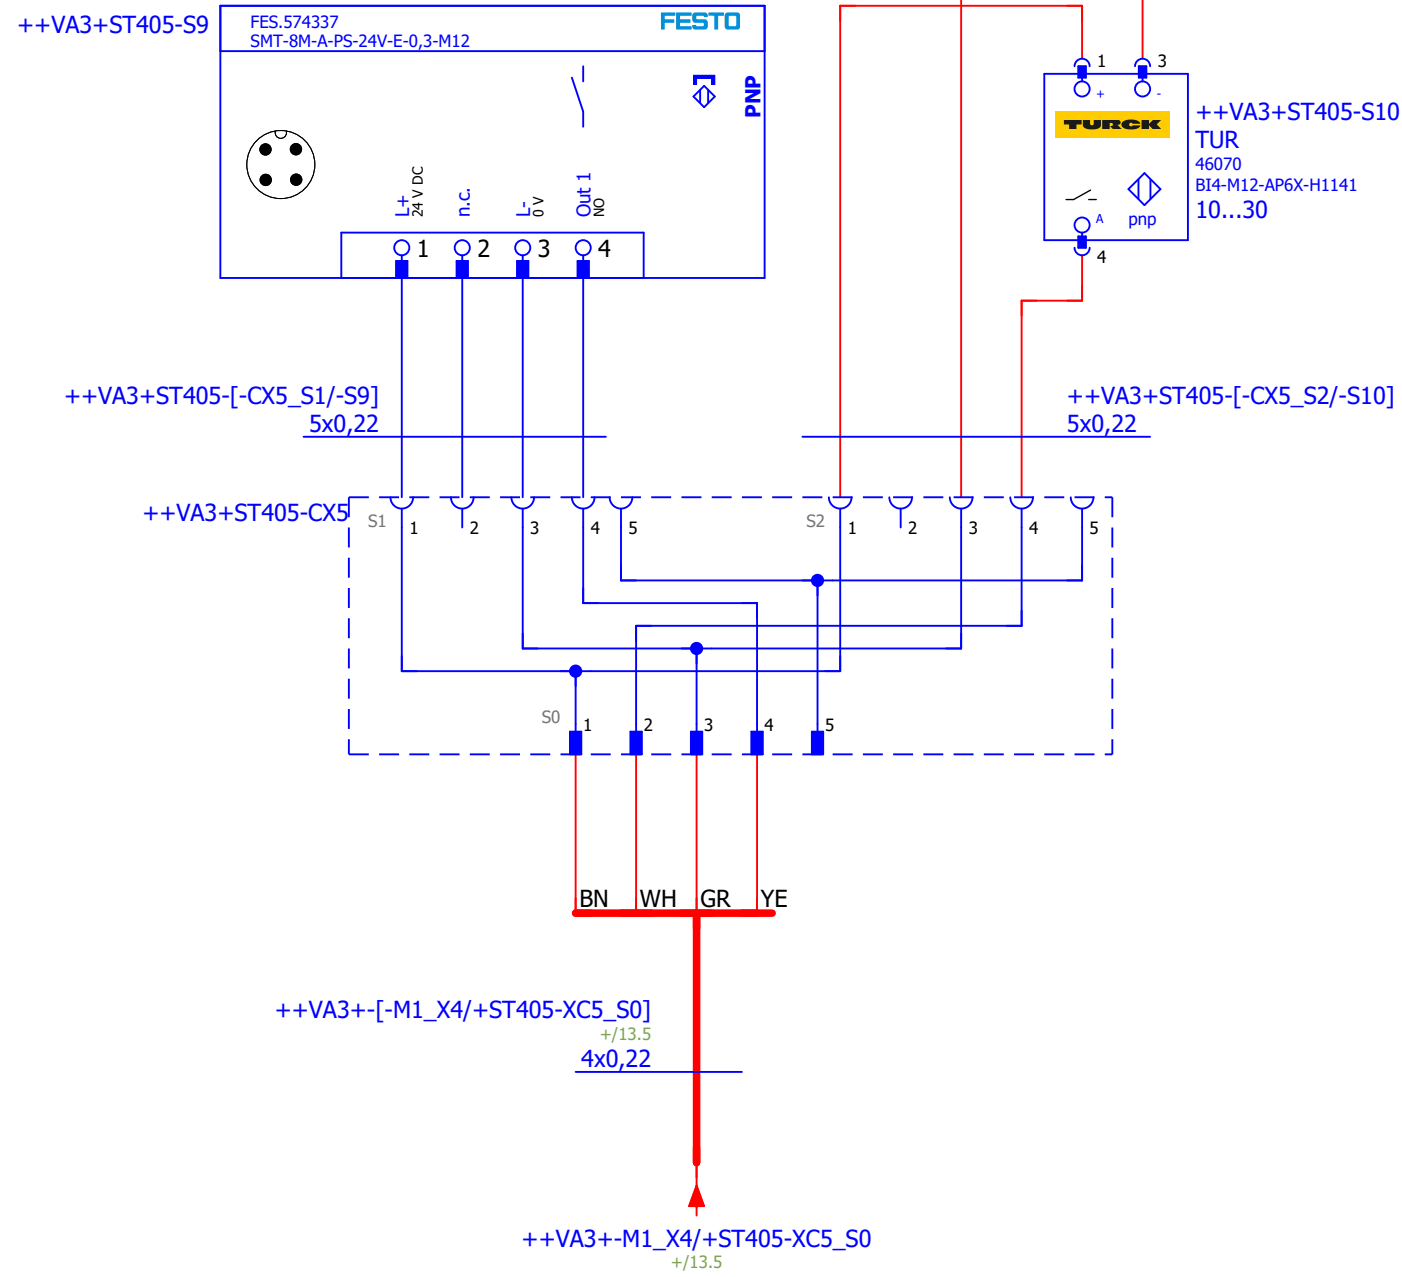 ++VA3+ST405-S9
FES.574337
SMT-8M-A-PS-24V-E-0,3-M12
FESTO
PNP
L+
24 V DC
n.c.
L-
0 V
Out 1
NO
1 2 3 4
1 3
+ -
TURCK
A
pnp
4
++VA3+ST405-S10
TUR
46070
BI4-M12-AP6X-H1141
10...30
++VA3+ST405-[-CX5_S1/-S9]
5x0,22
++VA3+ST405-[-CX5_S2/-S10]
5x0,22
++VA3+ST405-CX5
S1 1 2 3 4 5
S2 1 2 3 4 5
S0 1 2 3 4 5
BN WH GR YE
++VA3+-[-M1_X4/+ST405-XC5_S0]
+/13.5
4x0,22
++VA3+-M1_X4/+ST405-XC5_S0
+/13.5